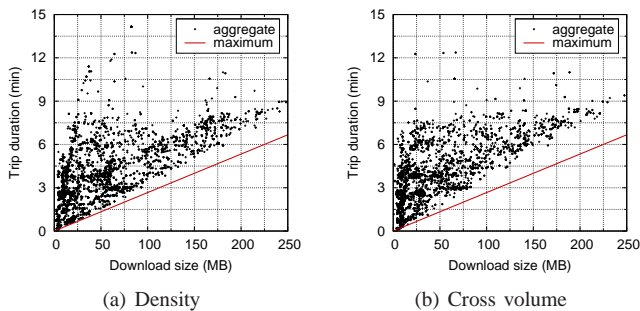 15
12
9
6
3
0
Trip duration (min)
aggregate
maximum
0 50 100 150 200 250
Download size (MB)
(a) Density
15
12
9
6
3
0
Trip duration (min)
aggregate
maximum
0 50 100 150 200 250
Download size (MB)
(b) Cross volume